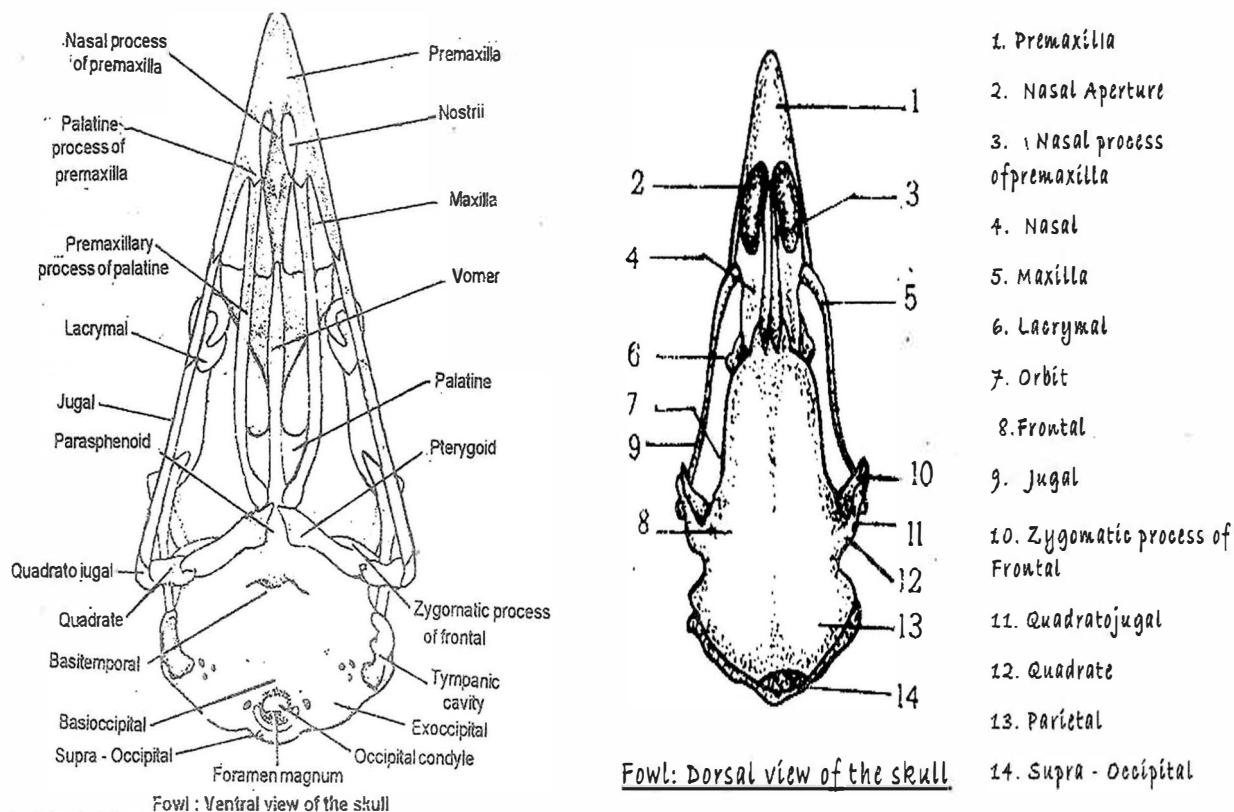 Nasal process
of premaxilla
Premaxilla
Nostrii
Palatine
process of
premaxilla
Maxilla
Premaxillary
process of palatine
Vomer
Lacrymal
Palatine
Jugal
Parasphenoid
Pterygoid
Quadrato jugal
Quadrate
Zygomatic process
of frontal
Basitemporal
Tympanic
cavity
Basioccipital
Exoccipital
Supra - Occipital
Occipital condyle
Foramen magnum
Fowl : Ventral view of the skull
1
2
3
4
5
6
7
9
10
8
11
12
13
14
Fowl: Dorsal view of the skull
1. Premaxilla
2. Nasal Aperture
3. Nasal process
ofpremaxilla
4. Nasal
5. Maxilla
6. Lacrymal
7. Orbit
8.Frontal
9. Jugal
10. Zygomatic process of
Frontal
11. Quadratojugal
12. Quadrate
13. Parietal
14. Supra - Occipital